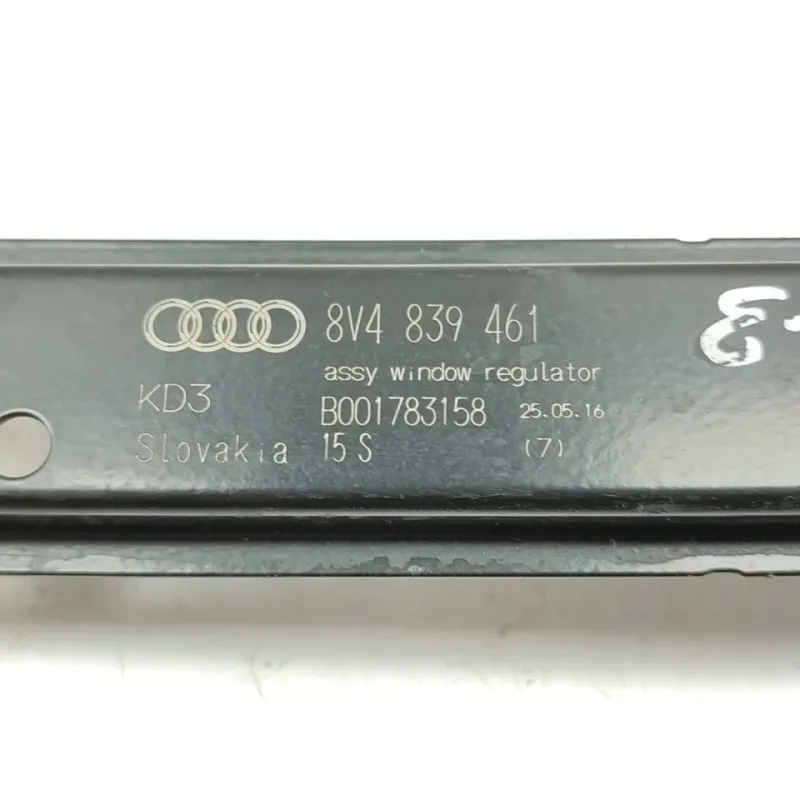 8V4 839 461
assy window regulator
KD3 B001783158 25.05.16
Slovakia 15 S (7)